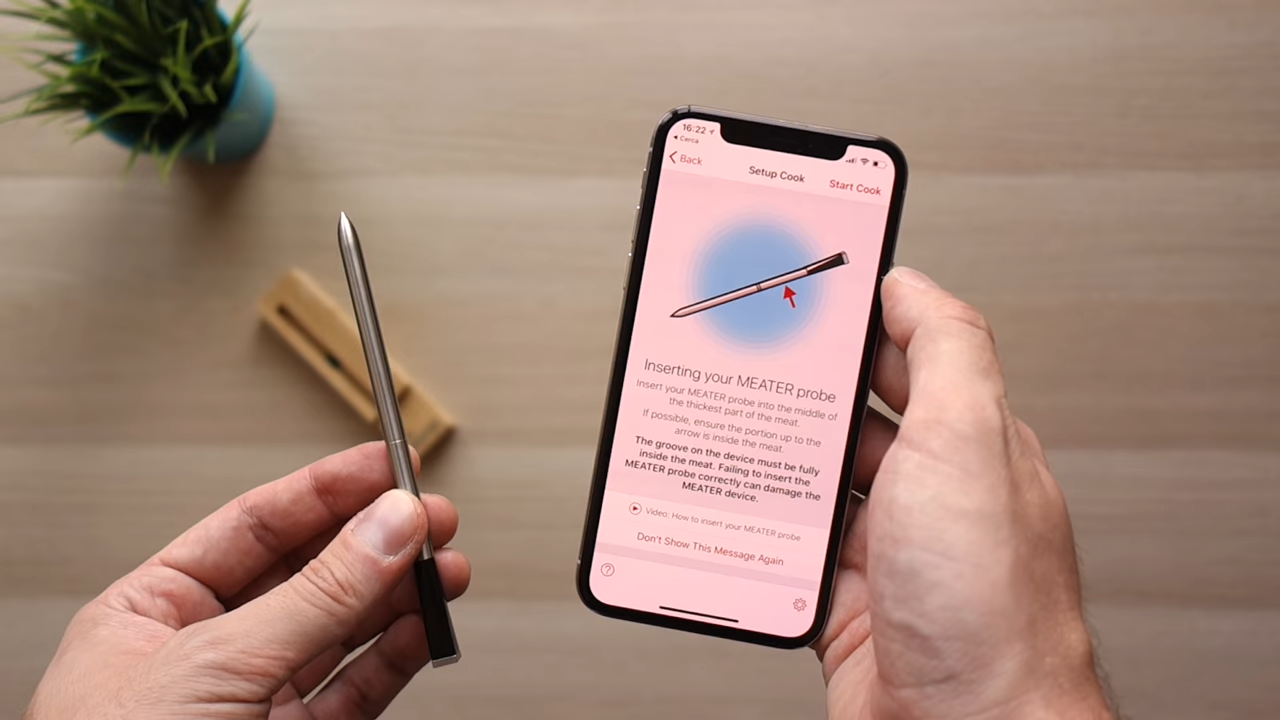 16:22
Cerca
Back
Setup Cook
Start Cook
Inserting your MEATER probe
Insert your MEATER probe into the middle of
the thickest part of the meat.
If possible, ensure the portion up to the
arrow is inside the meat.
The groove on the device must be fully
inside the meat. Failing to insert the
MEATER probe correctly can damage the
MEATER device.
Video: How to insert your MEATER probe
Don't Show This Message Again
?